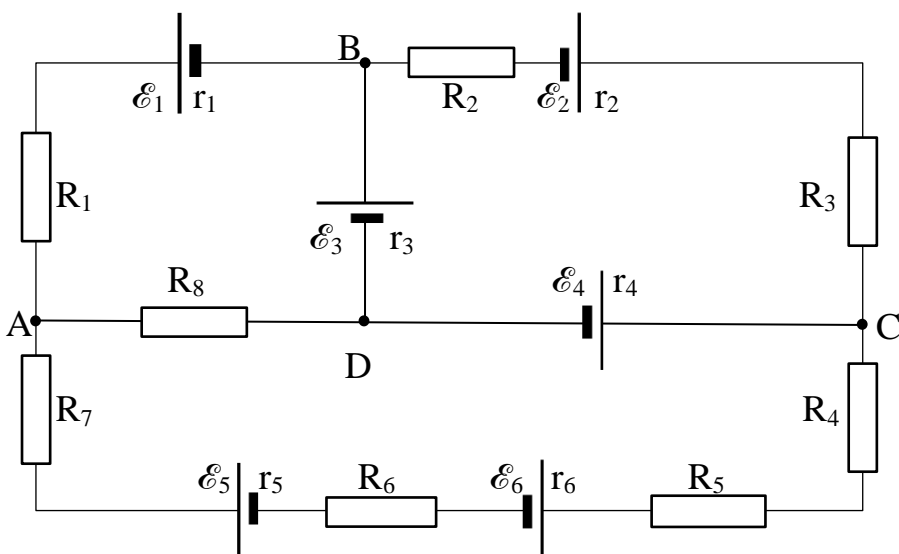 B
ℰ₁ r₁
R₂
ℰ₂ r₂
R₁
R₃
ℰ₃ r₃
R₈
ℰ₄ r₄
A
C
D
R₇
R₄
ℰ₅ r₅
R₆
ℰ₆ r₆
R₅